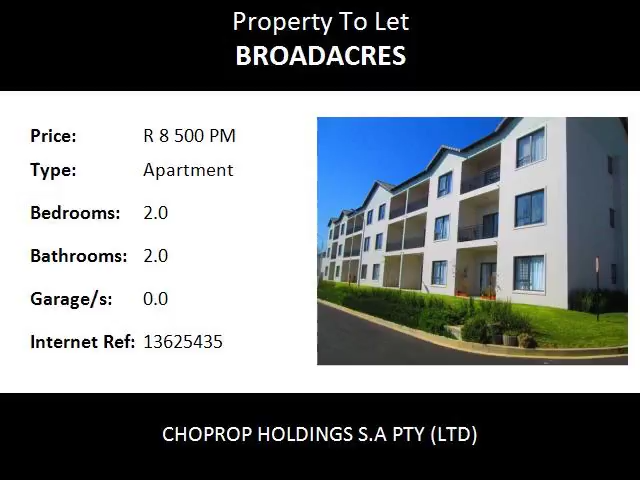 Property To Let
BROADACRES
Price: R 8 500 PM
Type: Apartment
Bedrooms: 2.0
Bathrooms: 2.0
Garage/s: 0.0
Internet Ref: 13625435
CHOPROP HOLDINGS S.A PTY (LTD)